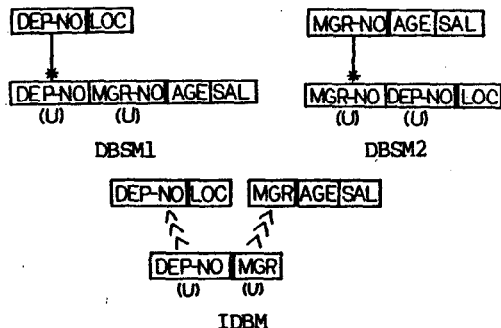 DEP-NO LOC
MGR-NO AGE SAL
DEP-NO MGR-NO AGE SAL
(U) (U)
MGR-NO DEP-NO LOC
(U) (U)
DBSM1
DBSM2
DEP-NO LOC
MGR AGE SAL
DEP-NO MGR
(U) (U)
IDBM